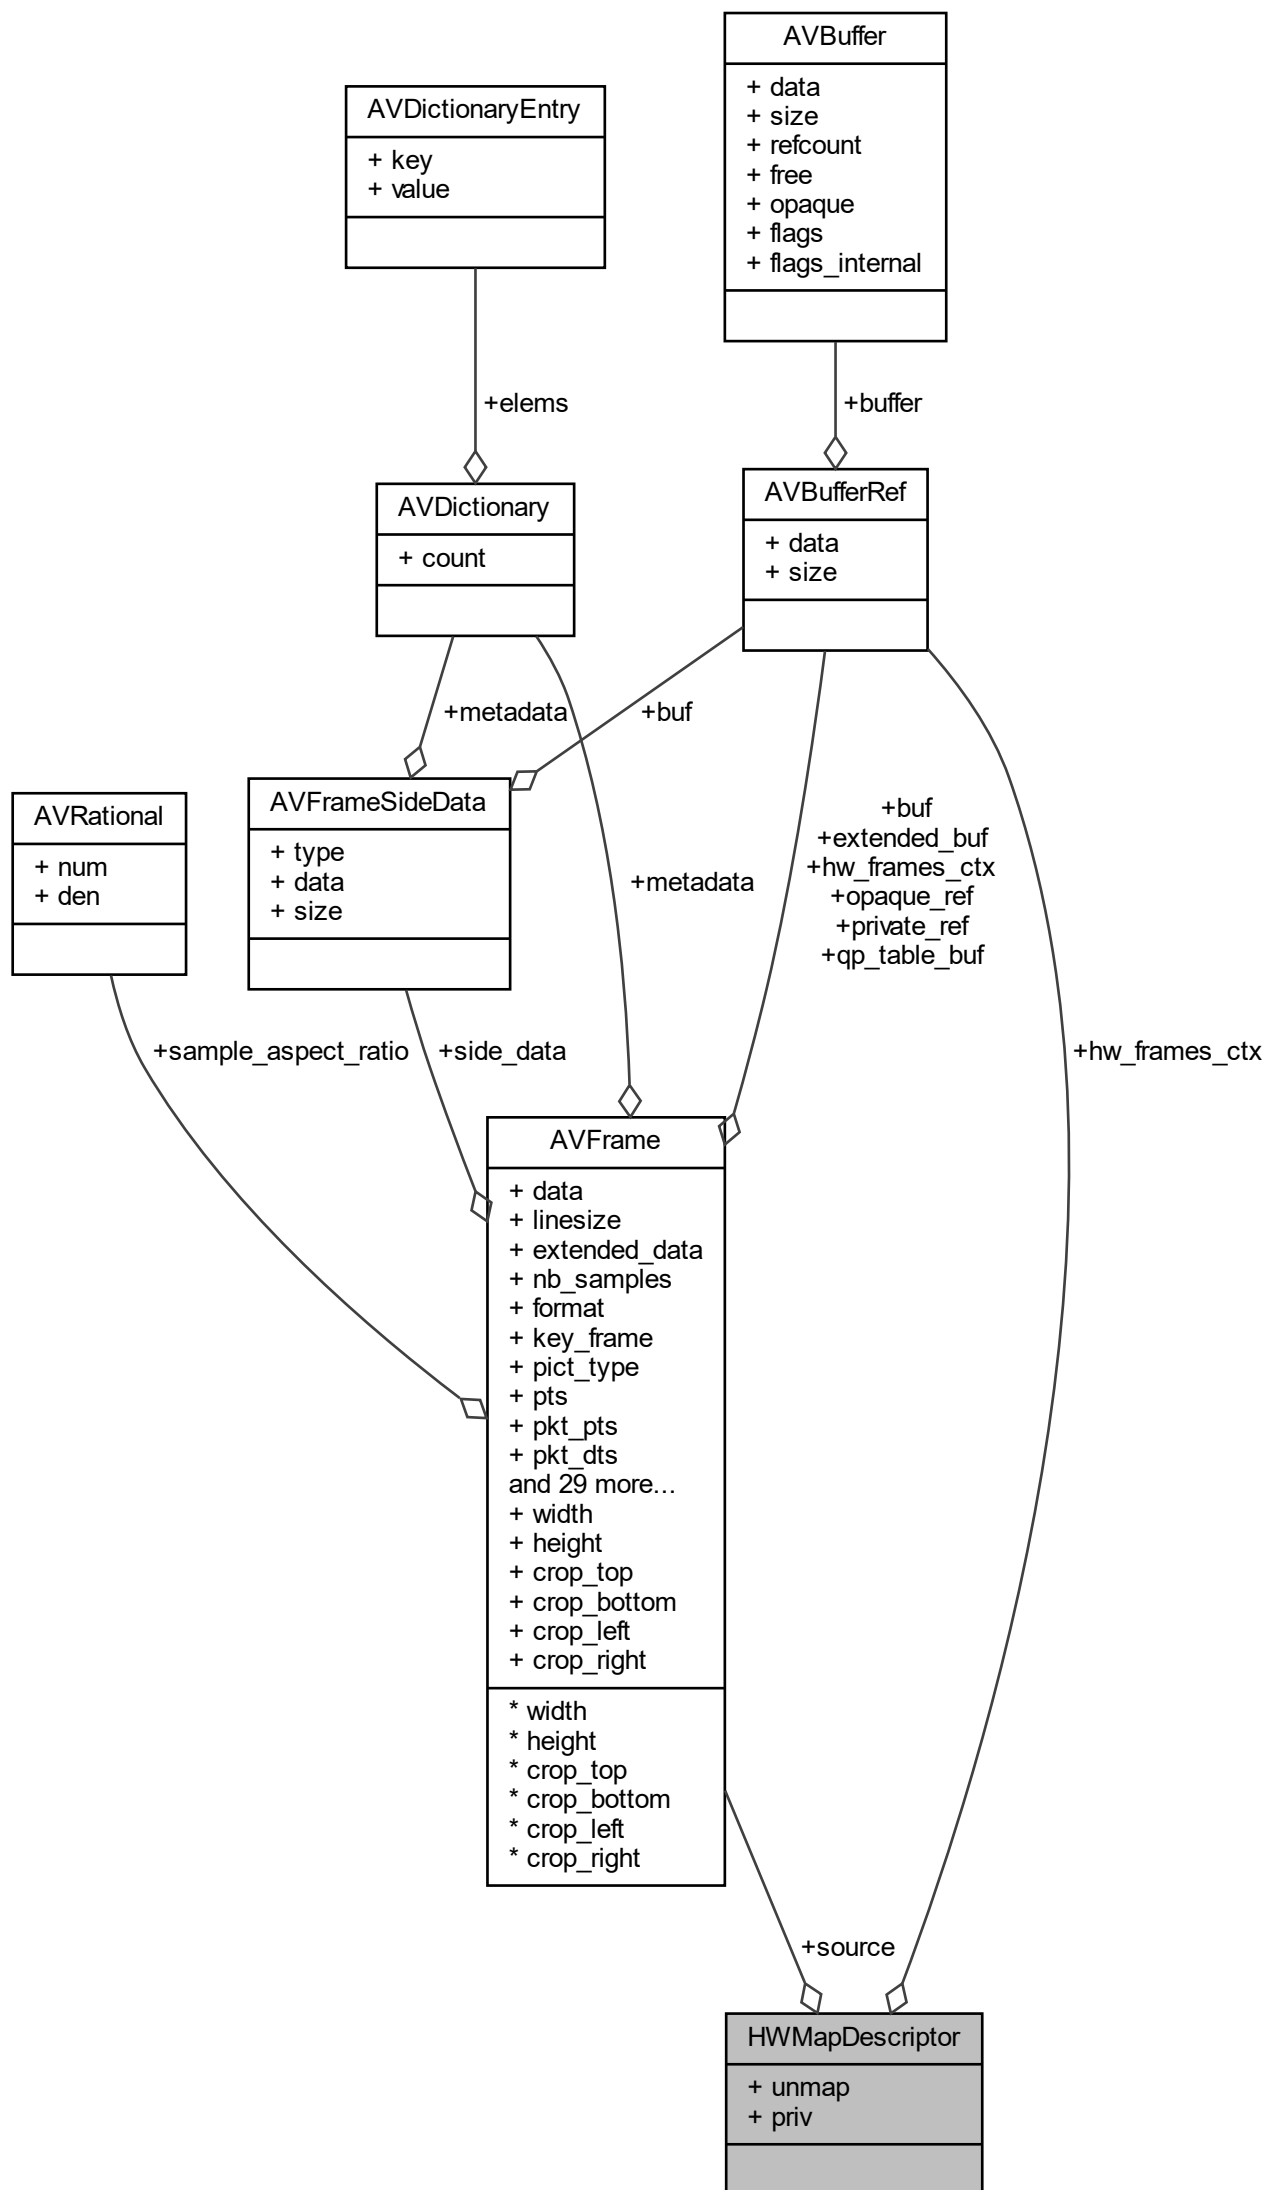 AVBuffer
+ data
+ size
+ refcount
+ free
+ opaque
+ flags
+ flags_internal
AVDictionaryEntry
+ key
+ value
+elems
+buffer
AVDictionary
+ count
AVBufferRef
+ data
+ size
+metadata
+buf
AVRational
+ num
+ den
AVFrameSideData
+ type
+ data
+ size
+metadata
+buf
+extended_buf
+hw_frames_ctx
+opaque_ref
+private_ref
+qp_table_buf
+sample_aspect_ratio
+side_data
+hw_frames_ctx
AVFrame
+ data
+ linesize
+ extended_data
+ nb_samples
+ format
+ key_frame
+ pict_type
+ pts
+ pkt_pts
+ pkt_dts
and 29 more...
+ width
+ height
+ crop_top
+ crop_bottom
+ crop_left
+ crop_right
* width
* height
* crop_top
* crop_bottom
* crop_left
* crop_right
+source
HWMapDescriptor
+ unmap
+ priv